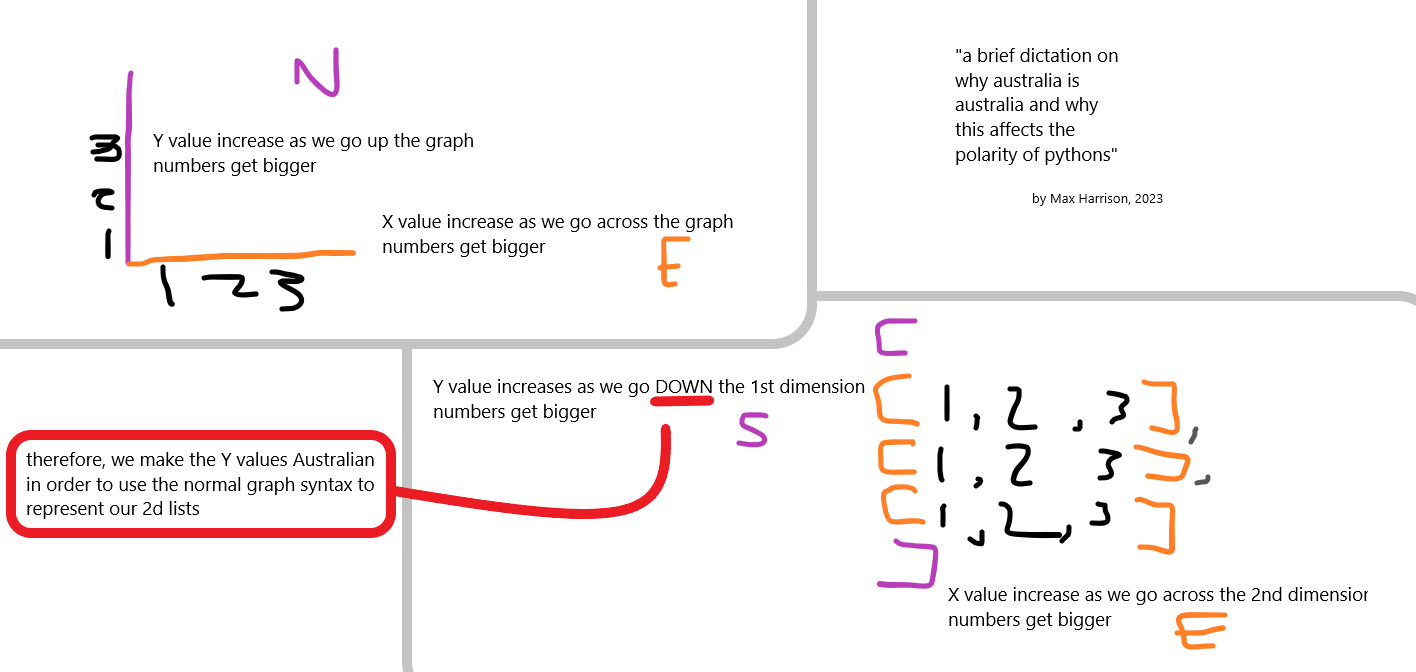 N
3
2
1
Y value increase as we go up the graph
numbers get bigger
X value increase as we go across the graph
numbers get bigger
E
1 2 3
"a brief dictation on
why australia is
australia and why
this affects the
polarity of pythons"
by Max Harrison, 2023
therefore, we make the Y values Australian
in order to use the normal graph syntax to
represent our 2d lists
Y value increases as we go DOWN the 1st dimension
numbers get bigger
S
[
[1, 2, 3],
[1, 2 3],
[1, 2, 3]
]
X value increase as we go across the 2nd dimension
numbers get bigger
E